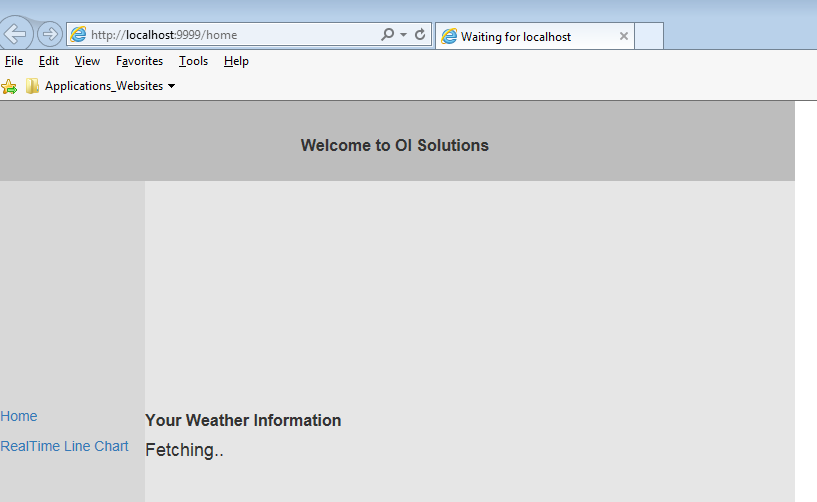 http://localhost:9999/home
Waiting for localhost
File Edit View Favorites Tools Help
Applications_Websites
Welcome to OI Solutions
Home
Your Weather Information
RealTime Line Chart
Fetching..